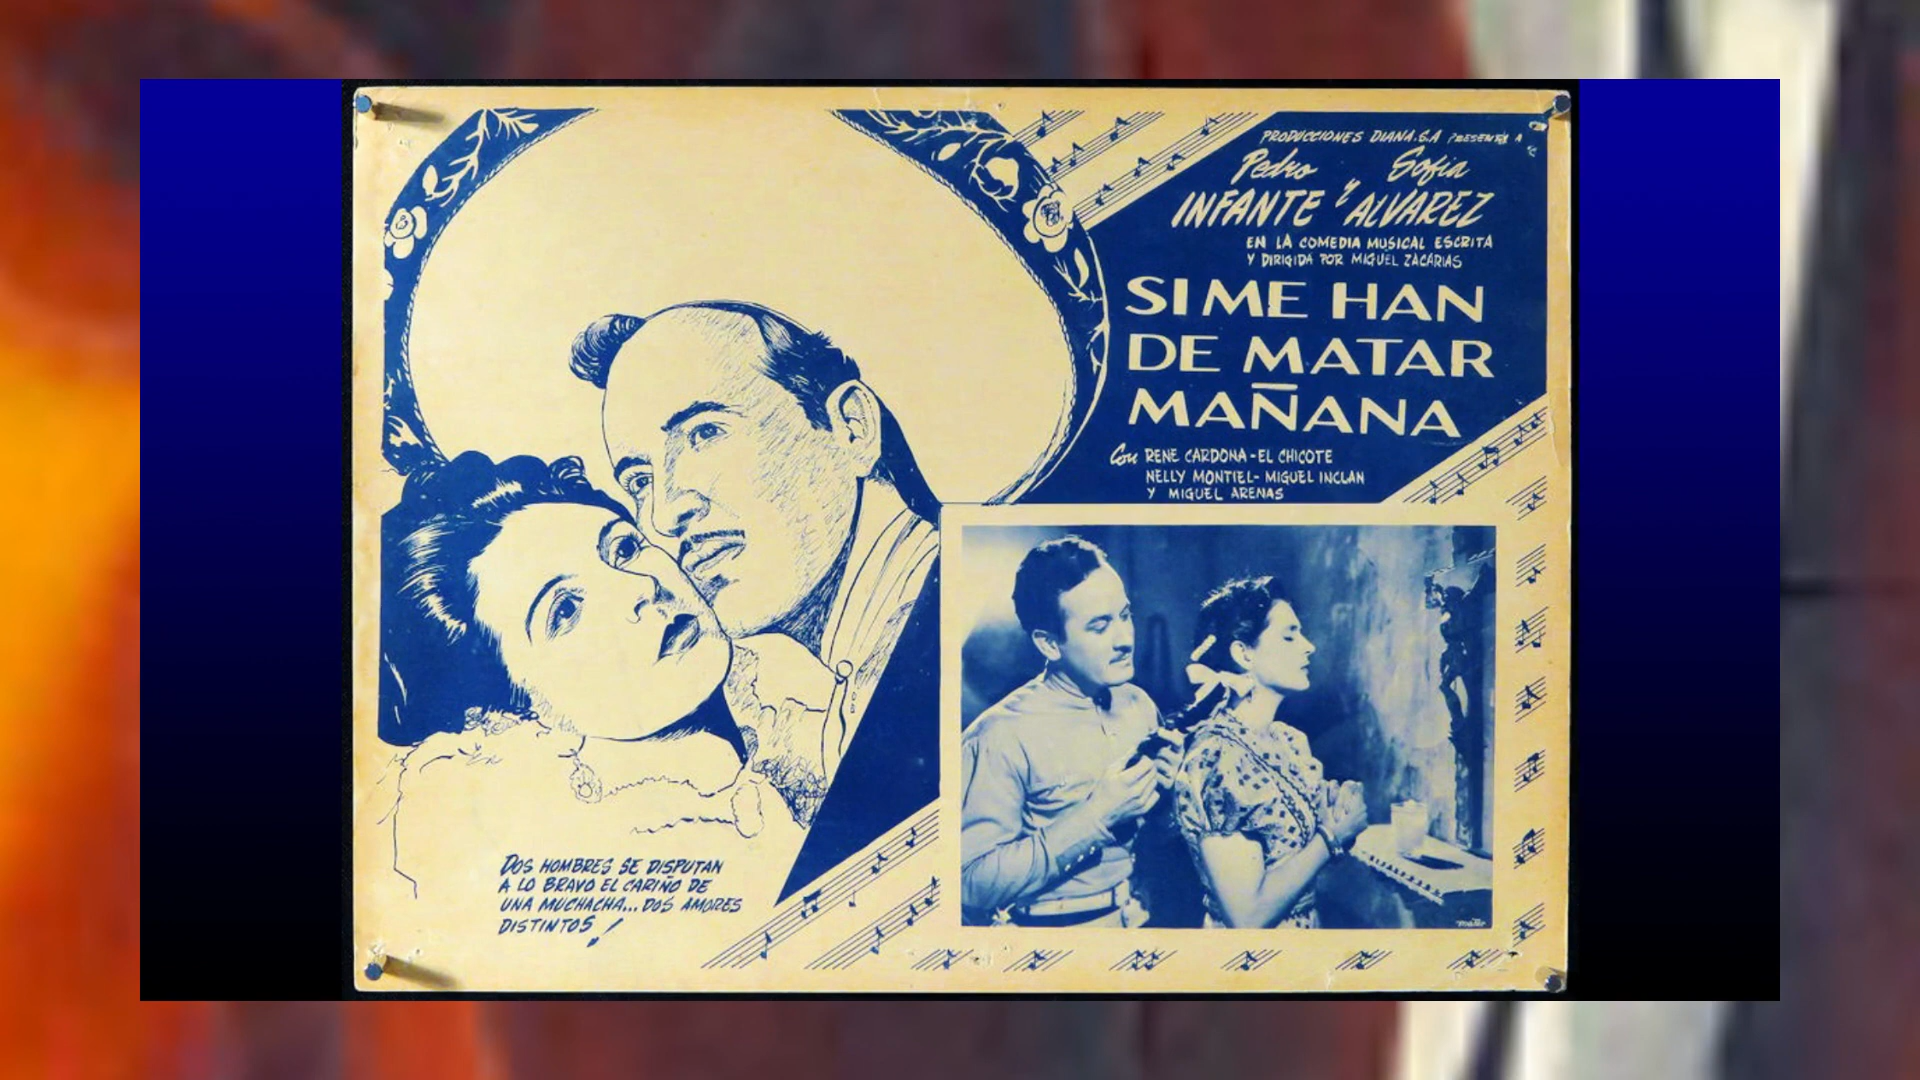 PRODUCCIONES DIANA. S.A PRESENTA A
Pedro Sofia
INFANTE y ALVAREZ
EN LA COMEDIA MUSICAL ESCRITA
Y DIRIGIDA POR MIGUEL ZACARIAS
SI ME HAN
DE MATAR
MAÑANA
Con RENE CARDONA - EL CHICOTE
NELLY MONTIEL - MIGUEL INCLAN
Y MIGUEL ARENAS
DOS HOMBRES SE DISPUTAN
A LO BRAVO EL CARIÑO DE
UNA MUCHACHA... DOS AMORES
DISTINTOS!